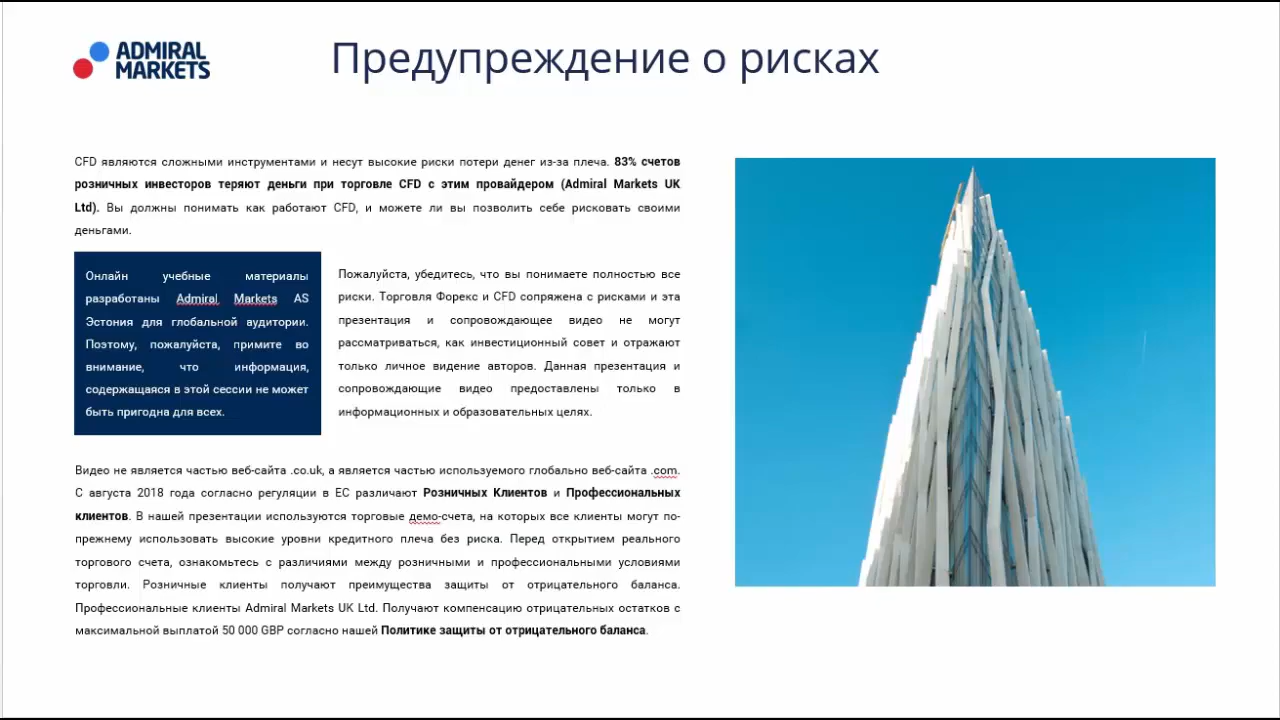 ADMIRAL
MARKETS
Предупреждение о рисках
CFD являются сложными инструментами и несут высокие риски потери денег из-за плеча. 83% счетов
розничных инвесторов теряют деньги при торговле CFD с этим провайдером (Admiral Markets UK
Ltd). Вы должны понимать как работают CFD, и можете ли вы позволить себе рисковать своими
деньгами.
Онлайн учебные материалы
разработаны Admiral Markets AS
Эстония для глобальной аудитории.
Поэтому, пожалуйста, примите во
внимание, что информация,
содержащаяся в этой сессии не может
быть пригодна для всех.
Пожалуйста, убедитесь, что вы понимаете полностью все
риски. Торговля Форекс и CFD сопряжена с рисками и эта
презентация и сопровождающее видео не могут
рассматриваться, как инвестиционный совет и отражают
только личное видение авторов. Данная презентация и
сопровождающие видео предоставлены только в
информационных и образовательных целях.
Видео не является частью веб-сайта .co.uk, а является частью используемого глобально веб-сайта .com.
С августа 2018 года согласно регуляции в ЕС различают Розничных Клиентов и Профессиональных
клиентов. В нашей презентации используются торговые демо-счета, на которых все клиенты могут по-
прежнему использовать высокие уровни кредитного плеча без риска. Перед открытием реального
торгового счета, ознакомьтесь с различиями между розничными и профессиональными условиями
торговли. Розничные клиенты получают преимущества защиты от отрицательного баланса.
Профессиональные клиенты Admiral Markets UK Ltd. Получают компенсацию отрицательных остатков с
максимальной выплатой 50 000 GBP согласно нашей Политике защиты от отрицательного баланса.